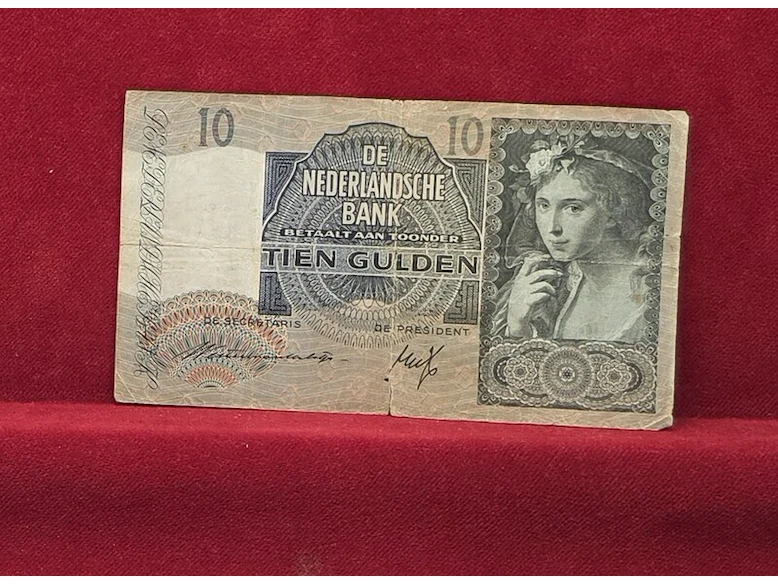 10
10
DE
NEDERLANDSCHE
BANK
BETAALT AAN TOONDER
TIEN GULDEN
DE SECRETARIS
DE PRESIDENT